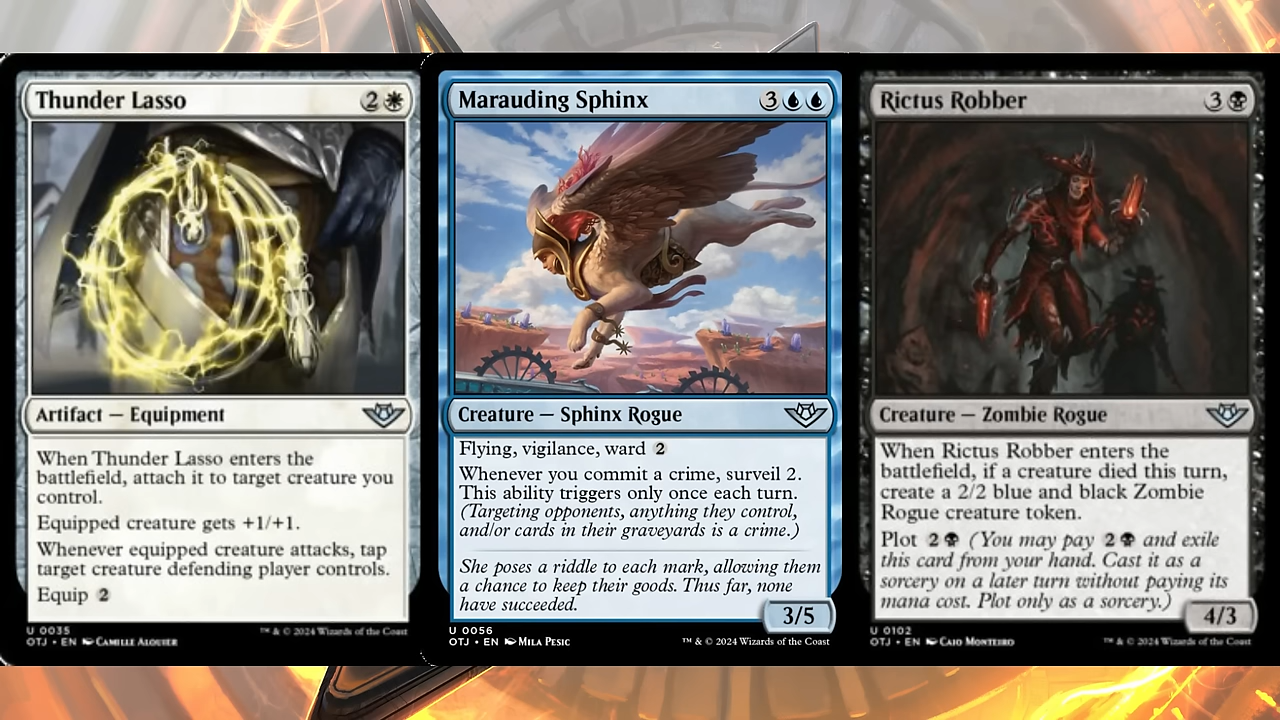 Thunder Lasso
2
Artifact — Equipment
When Thunder Lasso enters the
battlefield, attach it to target creature you
control.
Equipped creature gets +1/+1.
Whenever equipped creature attacks, tap
target creature defending player controls.
Equip 2
U 0035
OTJ • EN Camille Alquier
™ & © 2024 Wizards of the Coast
Marauding Sphinx
3
Creature — Sphinx Rogue
Flying, vigilance, ward 2
Whenever you commit a crime, surveil 2.
This ability triggers only once each turn.
(Targeting opponents, anything they control,
and/or cards in their graveyards is a crime.)
She poses a riddle to each mark, allowing them
a chance to keep their goods. Thus far, none
have succeeded.
3/5
U 0056
OTJ • EN Mila Pesic
™ & © 2024 Wizards of the Coast
Rictus Robber
3
Creature — Zombie Rogue
When Rictus Robber enters the
battlefield, if a creature died this turn,
create a 2/2 blue and black Zombie
Rogue creature token.
Plot 2 (You may pay 2 and exile
this card from your hand. Cast it as a
sorcery on a later turn without paying its
mana cost. Plot only as a sorcery.)
4/3
U 0102
OTJ • EN Caio Monteiro
™ & © 2024 Wizards of the Coast